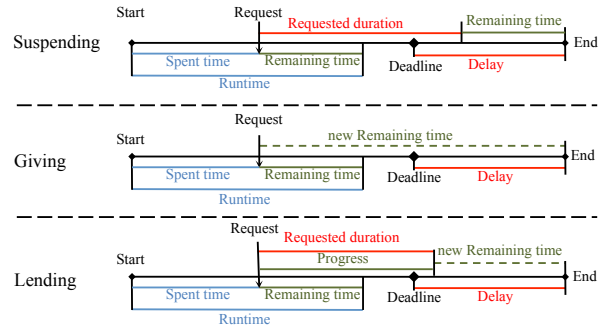 Start
Request
Requested duration
Remaining time
Suspending
End
Spent time
Remaining time
Deadline
Delay
Runtime
Start
Request
new Remaining time
Giving
End
Spent time
Remaining time
Deadline
Delay
Runtime
Request
Requested duration
Start
Progress
new Remaining time
Lending
End
Spent time
Remaining time
Deadline
Delay
Runtime